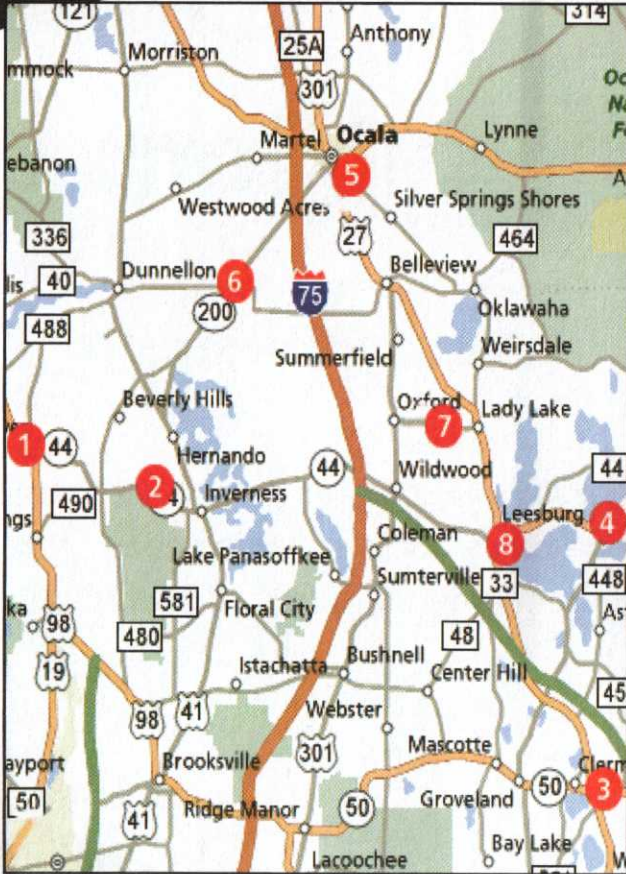 121
314
Anthony
25A
Morriston
mmock
301
Martel
Ocala
Lynne
ebanon
5
Westwood Acres
Silver Springs Shores
336
27
464
40
Dunnellon
6
Belleview
75
Oklawaha
488
200
Summerfield
Weirsdale
Beverly Hills
Oxford
7
Lady Lake
1
44
Hernando
44
44
2
Wildwood
490
Inverness
Leesburg
4
ngs
Coleman
8
Lake Panasoffkee
Sumterville
33
448
581
Floral City
ka
98
480
48
19
Istachatta
Bushnell
Center Hill
45
98
41
Webster
301
Mascotte
ayport
Brooksville
50
Clerm
3
50
Ridge Manor
50
Groveland
41
Lacoochee
Bay Lake